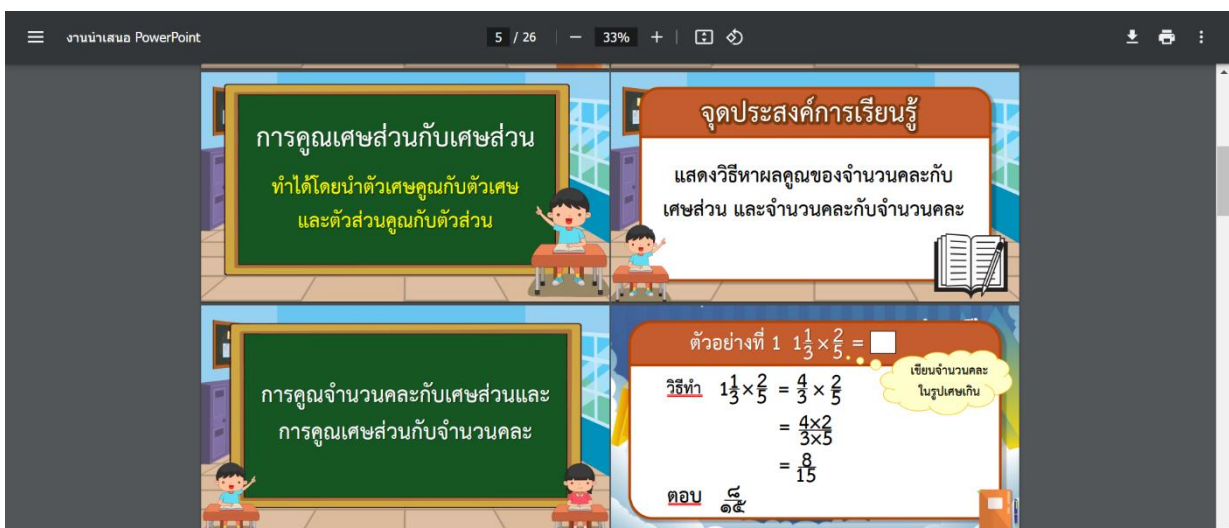 งานนำเสนอ PowerPoint
5 / 26
33%
การคูณเศษส่วนกับเศษส่วน
ทำได้โดยนำตัวเศษคูณกับตัวเศษ
และตัวส่วนคูณกับตัวส่วน
จุดประสงค์การเรียนรู้
แสดงวิธีหาผลคูณของจำนวนคละกับ
เศษส่วน และจำนวนคละกับจำนวนคละ
การคูณจำนวนคละกับเศษส่วนและ
การคูณเศษส่วนกับจำนวนคละ
ตัวอย่างที่ 1 1 1/3 × 2/5 =
เขียนจำนวนคละ
ในรูปเศษเกิน
วิธีทำ 1 1/3 × 2/5 = 4/3 × 2/5
= 4×2/3×5
= 8/15
ตอบ ๘/๑๕